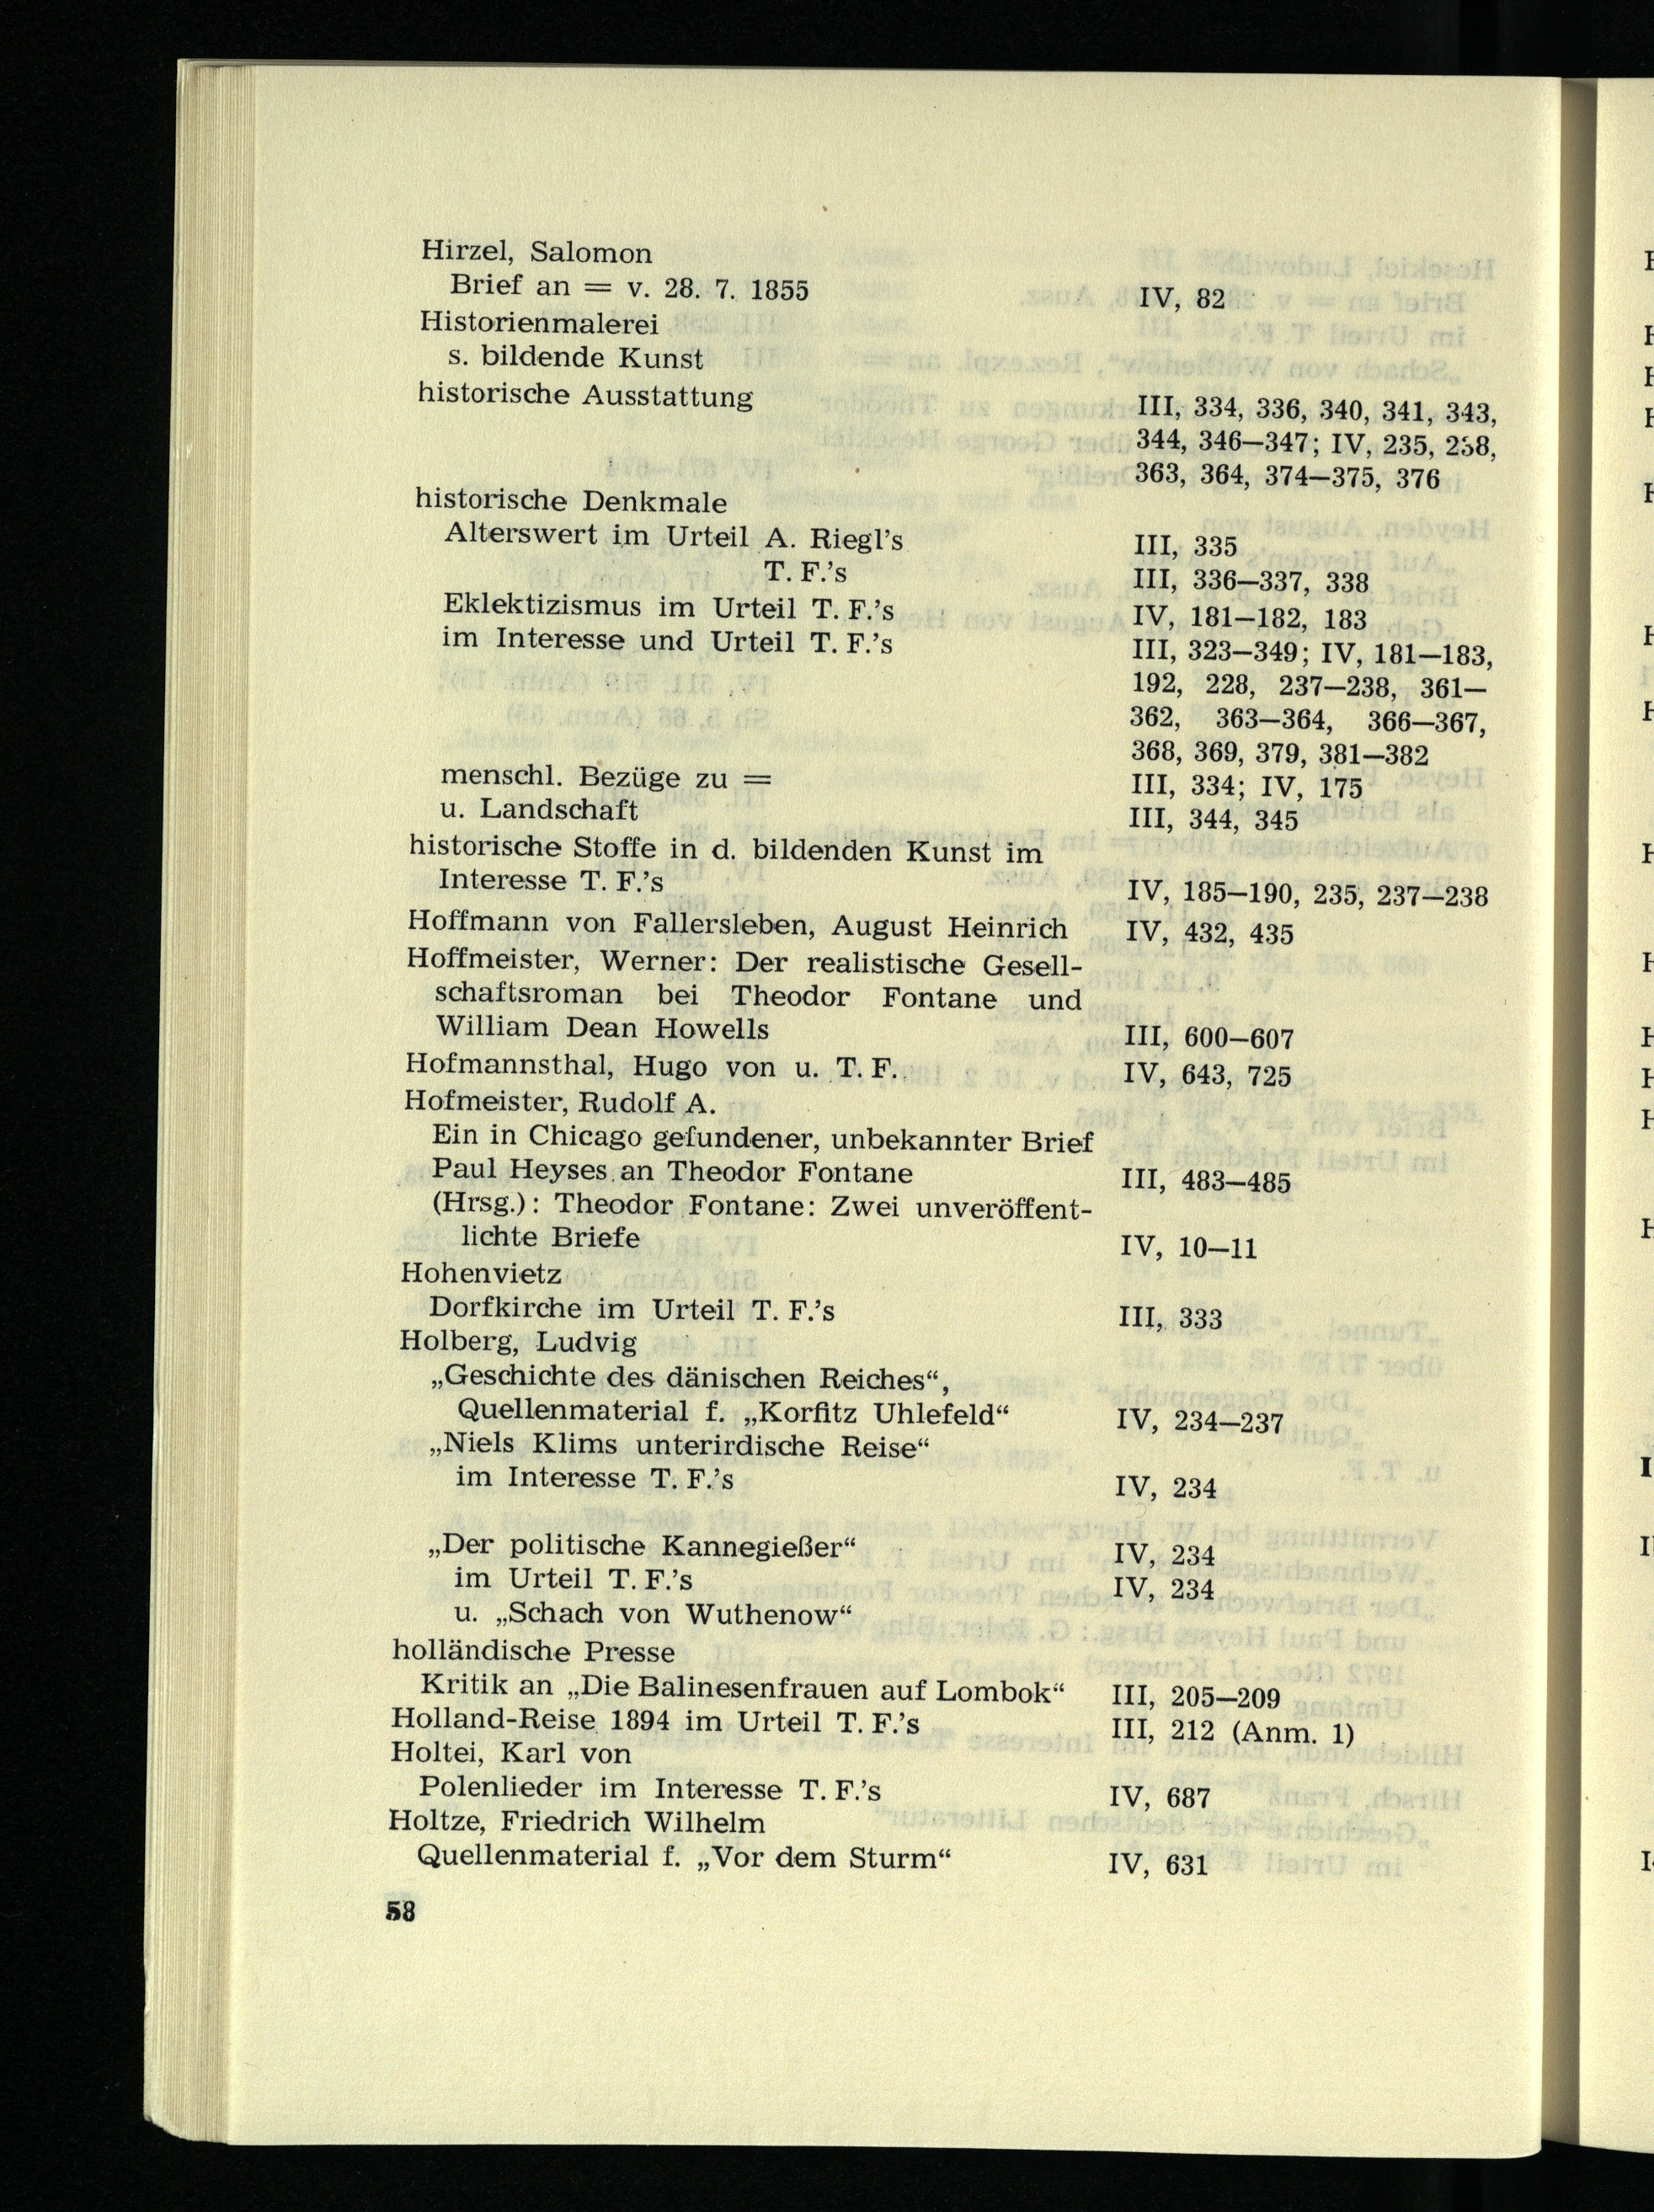 Hirzel, Salomon
Brief an = v. 28. 7. 1855 IV, 82
Historienmalerei
s. bildende Kunst
historische Ausstattung III, 334, 336, 340, 341, 343,
344, 346—347; IV, 235, 238,
363, 364, 374—375, 376
historische Denkmale
Alterswert im Urteil A. Riegl's III, 335
T. F.'s III, 336—337, 338
Eklektizismus im Urteil T. F.'s IV, 181—182, 183
im Interesse und Urteil T. F.'s III, 323—349; IV, 181—183,
192, 228, 237—238, 361—
362, 363—364, 366—367,
368, 369, 379, 381—382
menschl. Bezüge zu = III, 334; IV, 175
u. Landschaft III, 344, 345
historische Stoffe in d. bildenden Kunst im
Interesse T. F.'s IV, 185—190, 235, 237—238
Hoffmann von Fallersleben, August Heinrich IV, 432, 435
Hoffmeister, Werner: Der realistische Gesell-
schaftsroman bei Theodor Fontane und
William Dean Howells III, 600—607
Hofmannsthal, Hugo von u. T. F. IV, 643, 725
Hofmeister, Rudolf A.
Ein in Chicago gefundener, unbekannter Brief
Paul Heyses an Theodor Fontane III, 483—485
(Hrsg.): Theodor Fontane: Zwei unveröffent-
lichte Briefe IV, 10—11
Hohenvietz
Dorfkirche im Urteil T. F.'s III, 333
Holberg, Ludvig
„Geschichte des dänischen Reiches“,
Quellenmaterial f. „Korfitz Uhlefeld“ IV, 234—237
„Niels Klims unterirdische Reise“
im Interesse T. F.'s IV, 234
„Der politische Kannegießer“ IV, 234
im Urteil T. F.'s IV, 234
u. „Schach von Wuthenow“
holländische Presse
Kritik an „Die Balinesenfrauen auf Lombok“ III, 205—209
Holland-Reise 1894 im Urteil T. F.'s III, 212 (Anm. 1)
Holtei, Karl von
Polenlieder im Interesse T. F.'s IV, 687
Holtze, Friedrich Wilhelm
Quellenmaterial f. „Vor dem Sturm“ IV, 631
58